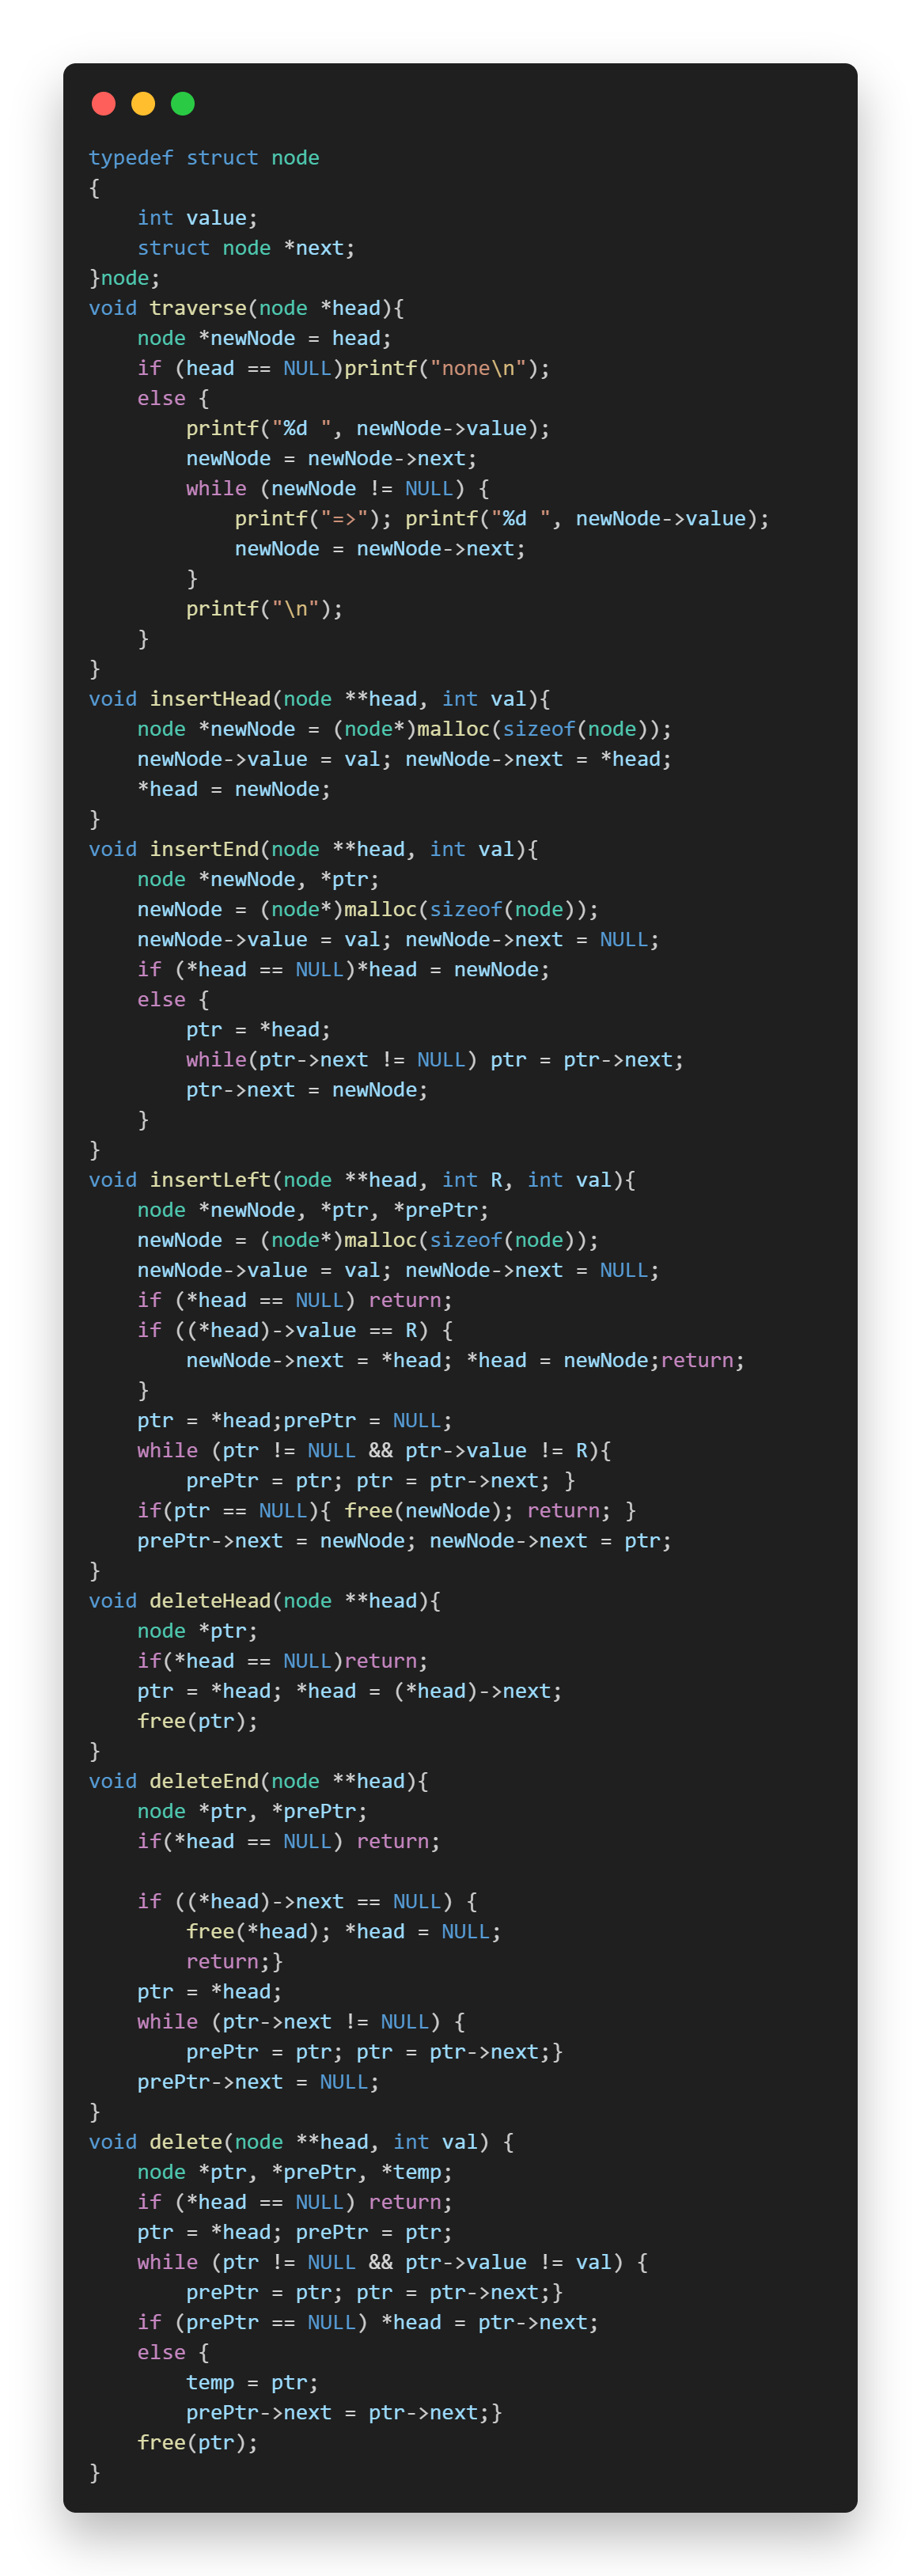 typedef struct node
{
    int value;
    struct node *next;
}node;
void traverse(node *head){
    node *newNode = head;
    if (head == NULL)printf("none\n");
    else {
        printf("%d ", newNode->value);
        newNode = newNode->next;
        while (newNode != NULL) {
            printf("=>"); printf("%d ", newNode->value);
            newNode = newNode->next;
        }
        printf("\n");
    }
}
void insertHead(node **head, int val){
    node *newNode = (node*)malloc(sizeof(node));
    newNode->value = val; newNode->next = *head;
    *head = newNode;
}
void insertEnd(node **head, int val){
    node *newNode, *ptr;
    newNode = (node*)malloc(sizeof(node));
    newNode->value = val; newNode->next = NULL;
    if (*head == NULL)*head = newNode;
    else {
        ptr = *head;
        while(ptr->next != NULL) ptr = ptr->next;
        ptr->next = newNode;
    }
}
void insertLeft(node **head, int R, int val){
    node *newNode, *ptr, *prePtr;
    newNode = (node*)malloc(sizeof(node));
    newNode->value = val; newNode->next = NULL;
    if (*head == NULL) return;
    if ((*head)->value == R) {
        newNode->next = *head; *head = newNode;return;
    }
    ptr = *head;prePtr = NULL;
    while (ptr != NULL && ptr->value != R){
        prePtr = ptr; ptr = ptr->next; }
    if(ptr == NULL){ free(newNode); return; }
    prePtr->next = newNode; newNode->next = ptr;
}
void deleteHead(node **head){
    node *ptr;
    if(*head == NULL)return;
    ptr = *head; *head = (*head)->next;
    free(ptr);
}
void deleteEnd(node **head){
    node *ptr, *prePtr;
    if(*head == NULL) return;

    if ((*head)->next == NULL) {
        free(*head); *head = NULL;
        return;}
    ptr = *head;
    while (ptr->next != NULL) {
        prePtr = ptr; ptr = ptr->next;}
    prePtr->next = NULL;
}
void delete(node **head, int val) {
    node *ptr, *prePtr, *temp;
    if (*head == NULL) return;
    ptr = *head; prePtr = ptr;
    while (ptr != NULL && ptr->value != val) {
        prePtr = ptr; ptr = ptr->next;}
    if (prePtr == NULL) *head = ptr->next;
    else {
        temp = ptr;
        prePtr->next = ptr->next;}
    free(ptr);
}